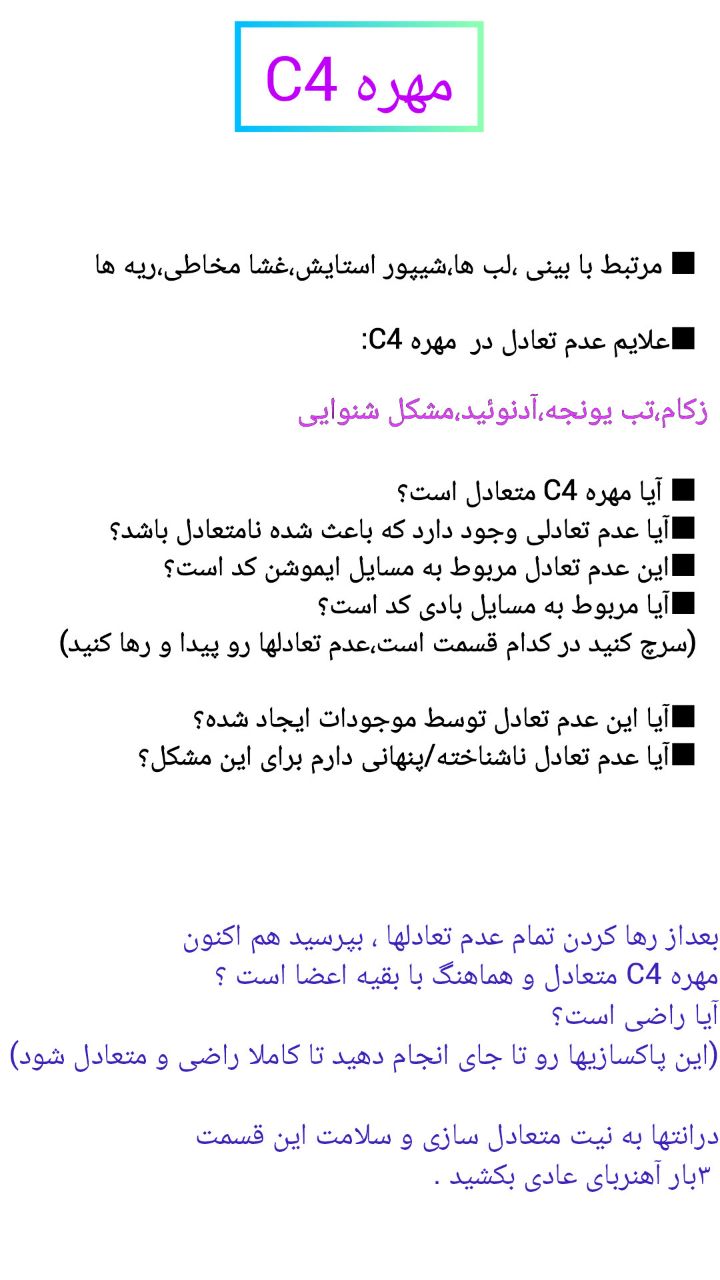 مهره C4
■ مرتبط با بینی ،لب ها،شیپور استایش،غشا مخاطی،ریه ها
■علایم عدم تعادل در مهره C4:
زکام،تب یونجه،آدنوئید،مشکل شنوایی
■ آیا مهره C4 متعادل است؟
■آیا عدم تعادلی وجود دارد که باعث شده نامتعادل باشد؟
■این عدم تعادل مربوط به مسایل ایموشن کد است؟
■آیا مربوط به مسایل بادی کد است؟
(سرچ کنید در کدام قسمت است،عدم تعادلها رو پیدا و رها کنید)
■آیا این عدم تعادل توسط موجودات ایجاد شده؟
■آیا عدم تعادل ناشناخته/پنهانی دارم برای این مشکل؟
بعداز رها کردن تمام عدم تعادلها ، بپرسید هم اکنون
مهره C4 متعادل و هماهنگ با بقیه اعضا است ؟
آیا راضی است؟
(این پاکسازیها رو تا جای انجام دهید تا کاملا راضی و متعادل شود)
درانتها به نیت متعادل سازی و سلامت این قسمت
۳بار آهنربای عادی بکشید .